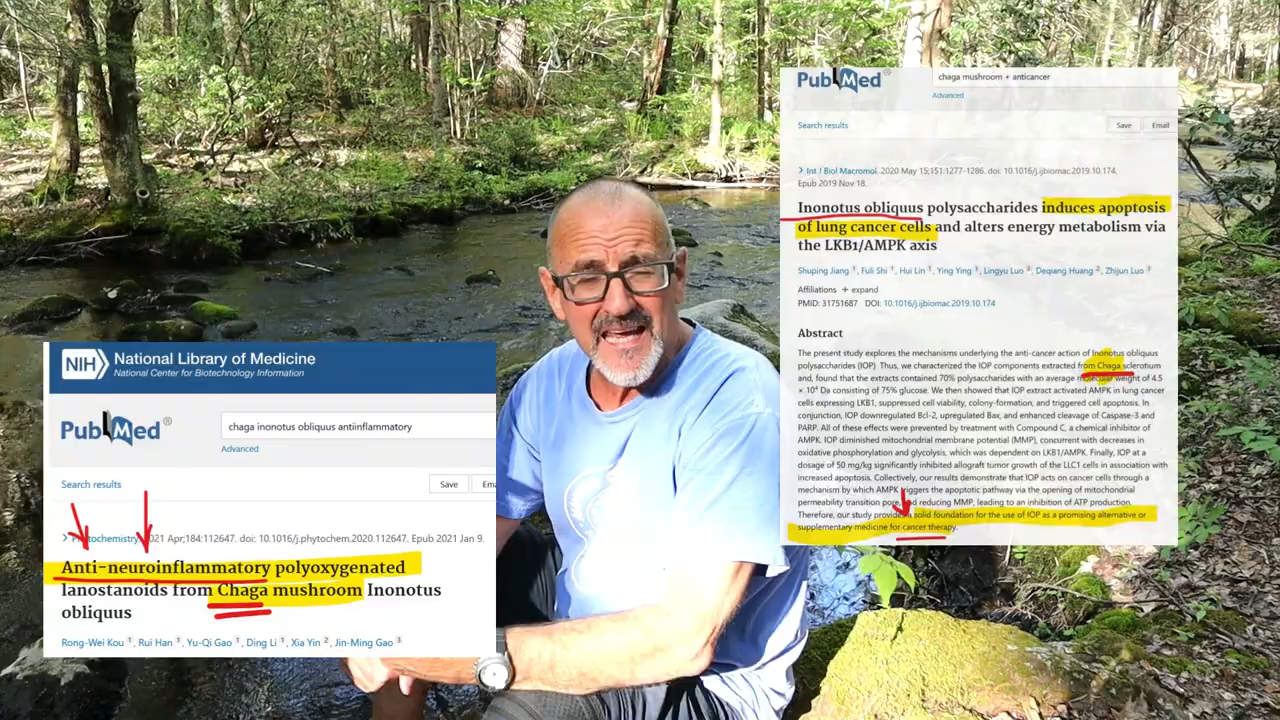 PubMed®
chaga mushroom + anticancer
Advanced
Search results
Save
Email
Int J Biol Macromol. 2020 May 15;151:1277-1286. doi: 10.1016/j.ijbiomac.2019.10.174.
Epub 2019 Nov 18.
Inonotus obliquus polysaccharides induces apoptosis
of lung cancer cells and alters energy metabolism via
the LKB1/AMPK axis
Shuping Jiang 1, Fuli Shi 1, Hui Lin 1, Ying Ying 1, Lingyu Luo 2, Deqiang Huang 2, Zhijun Luo 3
Affiliations + expand
PMID: 31751687 DOI: 10.1016/j.ijbiomac.2019.10.174
Abstract
The present study explores the mechanisms underlying the anti-cancer action of Inonotus obliquus
polysaccharides (IOP) Thus, we characterized the IOP components extracted from Chaga sclerotium
and, found that the extracts contained 70% polysaccharides with an average molecular weight of 4.5
× 10⁴ Da consisting of 75% glucose. We then showed that IOP extract activated AMPK in lung cancer
cells expressing LKB1, suppressed cell viability, colony-formation, and triggered cell apoptosis. In
conjunction, IOP downregulated Bcl-2, upregulated Bax, and enhanced cleavage of Caspase-3 and
PARP. All of these effects were prevented by treatment with Compound C, a chemical inhibitor of
AMPK. IOP diminished mitochondrial membrane potential (MMP), concurrent with decreases in
oxidative phosphorylation and glycolysis, which was dependent on LKB1/AMPK. Finally, IOP at a
dosage of 50 mg/kg significantly inhibited allograft tumor growth of the LLC1 cells in association with
increased apoptosis. Collectively, our results demonstrate that IOP acts on cancer cells through a
mechanism by which AMPK triggers the apoptotic pathway via the opening of mitochondrial
permeability transition pore, and reducing MMP, leading to an inhibition of ATP production.
Therefore, our study provides a solid foundation for the use of IOP as a promising alternative or
supplementary medicine for cancer therapy.
NIH National Library of Medicine
National Center for Biotechnology Information
PubMed®
chaga inonotus obliquus antiinflammatory
Advanced
Search results
Save
Ema
Phytochemistry. 2021 Apr;184:112647. doi: 10.1016/j.phytochem.2020.112647. Epub 2021 Jan 9.
Anti-neuroinflammatory polyoxygenated
lanostanoids from Chaga mushroom Inonotus
obliquus
Rong-Wei Kou 1, Rui Han 1, Yu-Qi Gao 1, Ding Li 1, Xia Yin 2, Jin-Ming Gao 3